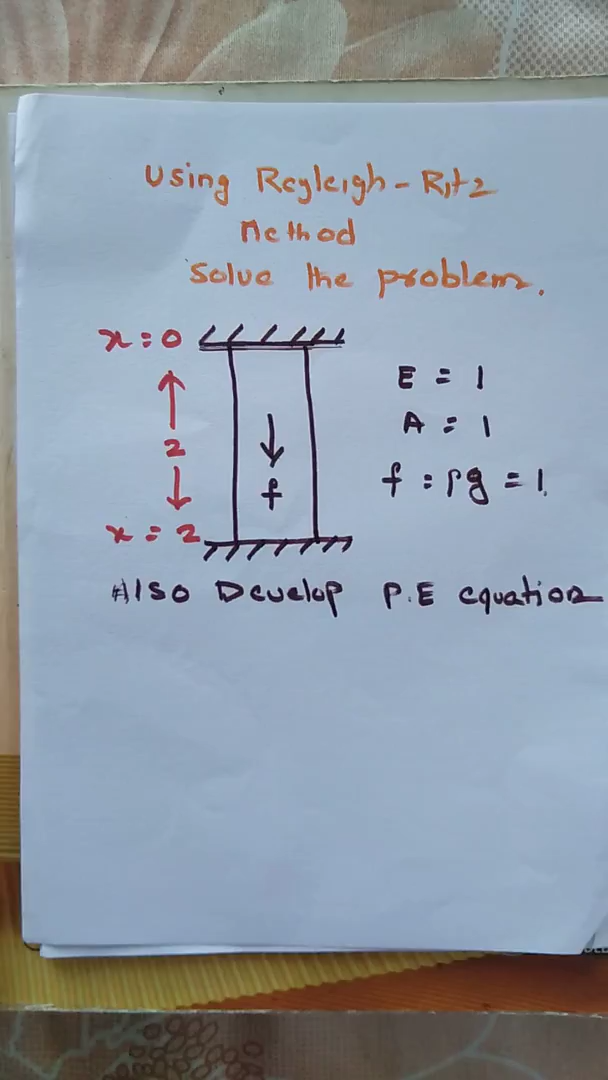 Using Rayleigh-Ritz
Method
Solve the problem.
x = 0
E = 1
A = 1
2
f = ρg = 1.
f
x = 2
Also Develop P.E equation